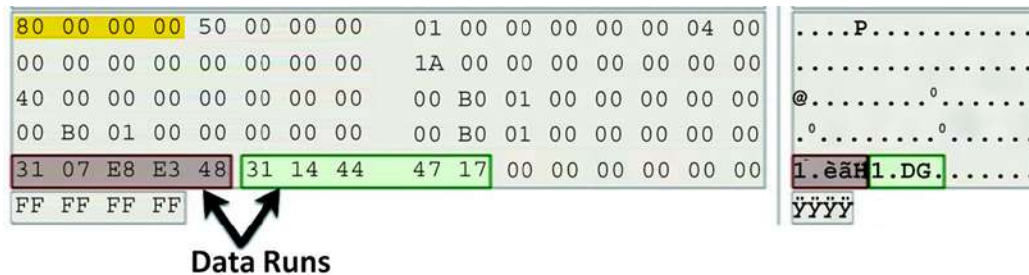 80 00 00 00 50 00 00 00 01 00 00 00 00 00 04 00 ....P...........
00 00 00 00 00 00 00 00 1A 00 00 00 00 00 00 00 ................
40 00 00 00 00 00 00 00 00 B0 01 00 00 00 00 00 @........°......
00 B0 01 00 00 00 00 00 00 B0 01 00 00 00 00 00 .°.......°......
31 07 E8 E3 48 31 14 44 47 17 00 00 00 00 00 00 1.èãH1.DG.......
FF FF FF FF ÿÿÿÿ
Data Runs